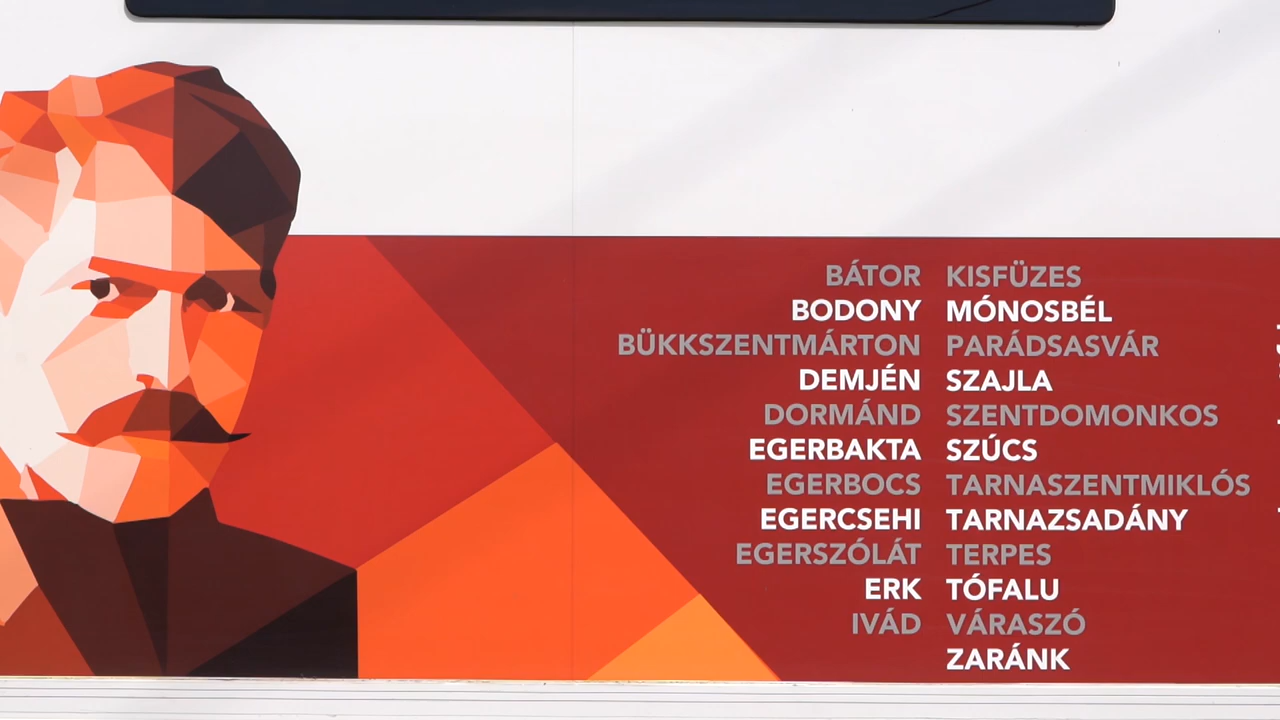 BÁTOR
BODONY
BÜKKSZENTMÁRTON
DEMJÉN
DORMÁND
EGERBAKTA
EGERBOCS
EGERCSEHI
EGERSZÓLÁT
ERK
IVÁD
KISFÜZES
MÓNOSBÉL
PARÁDSASVÁR
SZAJLA
SZENTDOMONKOS
SZÚCS
TARNASZENTMIKLÓS
TARNAZSADÁNY
TERPES
TÓFALU
VÁRASZÓ
ZARÁNK